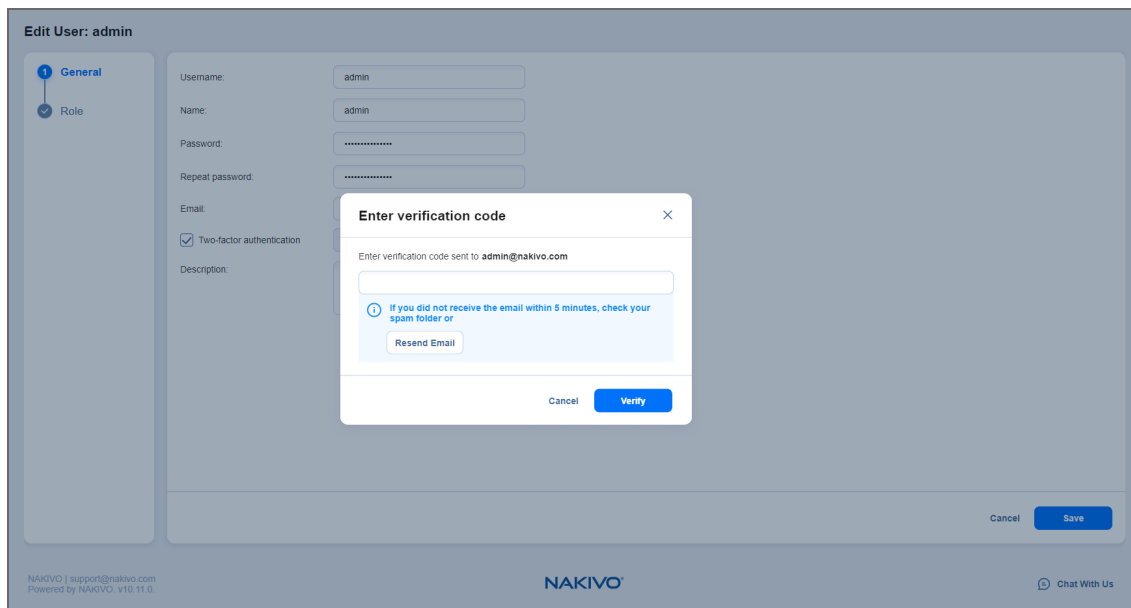 Edit User: admin
1 General
Role
Username: admin
Name: admin
Password: •••••••••••••••
Repeat password: •••••••••••••••
Email:
Two-factor authentication
Description:
Enter verification code
Enter verification code sent to admin@nakivo.com
If you did not receive the email within 5 minutes, check your
spam folder or
Resend Email
Cancel Verify
Cancel Save
NAKIVO | support@nakivo.com
Powered by NAKIVO. v10.11.0.
NAKIVO®
Chat With Us